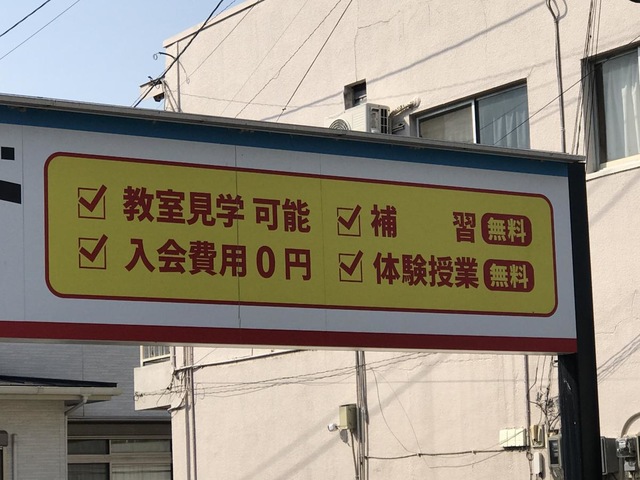 教室見学可能
入会費用0円
補習 無料
体験授業 無料